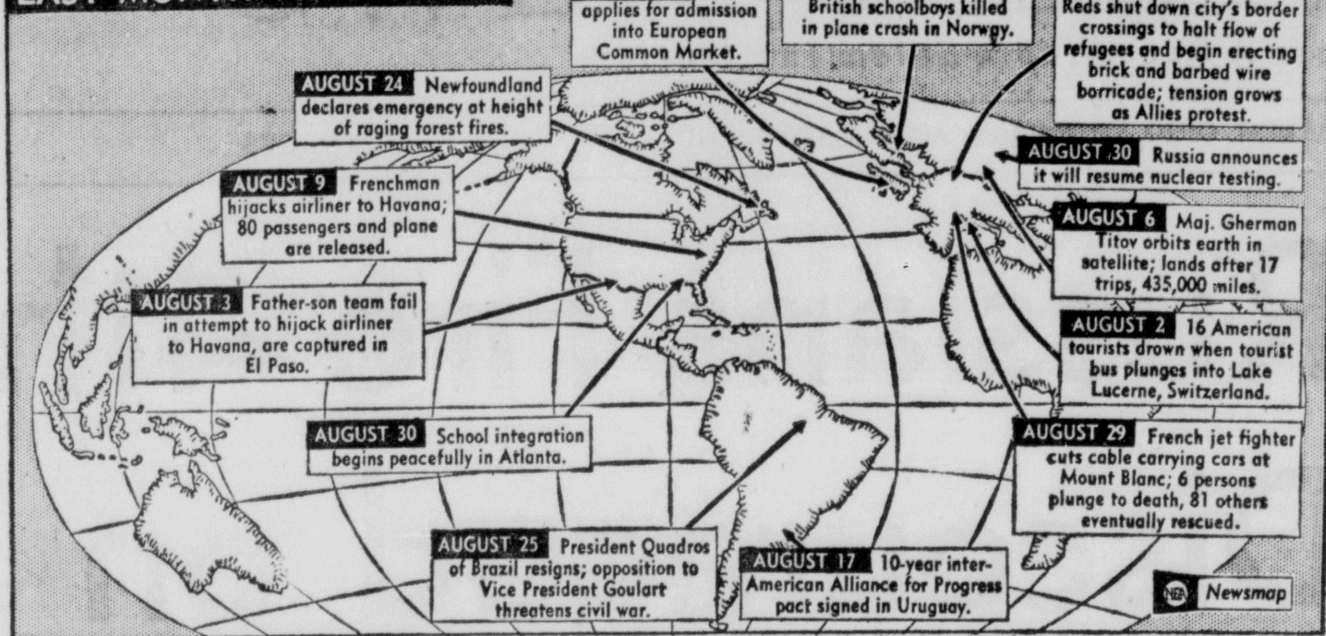 applies for admission
into European
Common Market.
British schoolboys killed
in plane crash in Norway.
Reds shut down city's border
crossings to halt flow of
refugees and begin erecting
brick and barbed wire
borricade; tension grows
as Allies protest.
AUGUST 24 Newfoundland
declares emergency at height
of raging forest fires.
AUGUST 30 Russia announces
it will resume nuclear testing.
AUGUST 9 Frenchman
hijacks airliner to Havana;
80 passengers and plane
are released.
AUGUST 6 Maj. Gherman
Titov orbits earth in
satellite; lands after 17
trips, 435,000 miles.
AUGUST 3 Father-son team fail
in attempt to hijack airliner
to Havana, are captured in
El Paso.
AUGUST 2 16 American
tourists drown when tourist
bus plunges into Lake
Lucerne, Switzerland.
AUGUST 30 School integration
begins peacefully in Atlanta.
AUGUST 29 French jet fighter
cuts cable carrying cars at
Mount Blanc; 6 persons
plunge to death, 81 others
eventually rescued.
AUGUST 25 President Quadros
of Brazil resigns; opposition to
Vice President Goulart
threatens civil war.
AUGUST 17 10-year inter-
American Alliance for Progress
pact signed in Uruguay.
NEA Newsmap